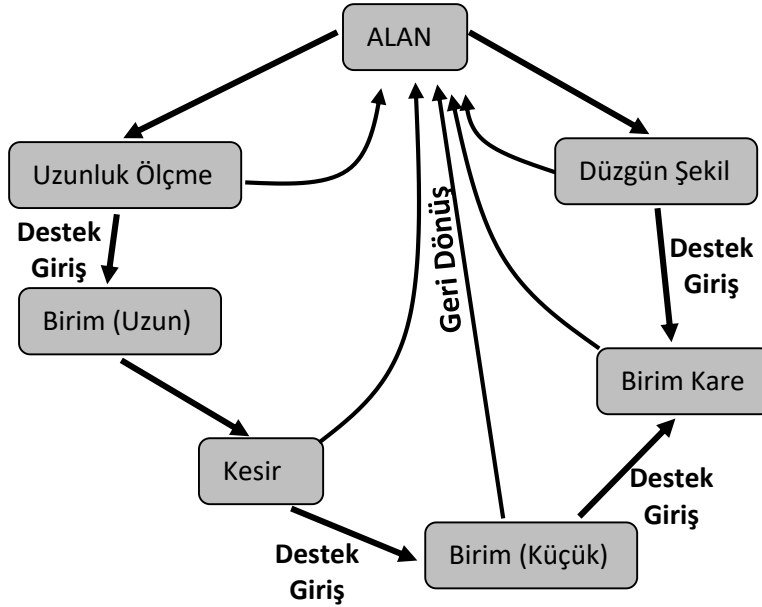 ALAN
Uzunluk Ölçme
Düzgün Şekil
Destek
Giriş
Geri Dönüş
Destek
Giriş
Birim (Uzun)
Birim Kare
Kesir
Destek
Giriş
Destek
Giriş
Birim (Küçük)